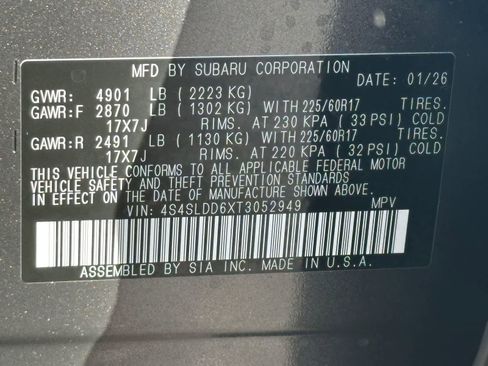 MFD BY SUBARU CORPORATION
DATE: 01/26
GVWR: 4901 LB (2223 KG)
GAWR:F 2870 LB (1302 KG) WITH 225/60R17 TIRES.
17X7J RIMS. AT 230 KPA (33 PSI) COLD
GAWR:R 2491 LB (1130 KG) WITH 225/60R17 TIRES.
17X7J RIMS. AT 220 KPA (32 PSI) COLD
THIS VEHICLE CONFORMS TO ALL APPLICABLE FEDERAL MOTOR
VEHICLE SAFETY AND THEFT PREVENTION STANDARDS
IN EFFECT ON THE DATE OF MANUFACTURE SHOWN ABOVE.
VIN: 4S4SLDD6XT3052949 MPV
ASSEMBLED BY SIA INC. MADE IN U.S.A.